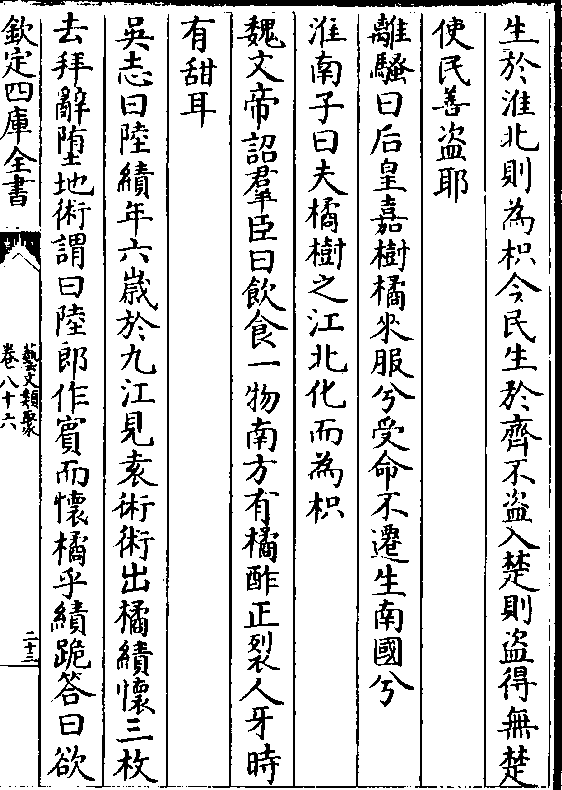 生於淮北則為枳今民生於齊不盗入楚則盗得無楚
使民善盗耶
離騷曰后皇嘉樹橘來服兮受命不遷生南國兮
淮南子曰夫橘樹之江北化而為枳
魏文帝詔羣臣曰飲食一物南方有橘酢正裂人牙時
有甜耳
吳志曰陸績年六歲於九江見袁術術出橘績懷三枚
去拜辭堕地術謂曰陸郎作賓而懷橘乎績跪答曰欲
欽定四庫全書
藝文類聚
卷八十六
二十三